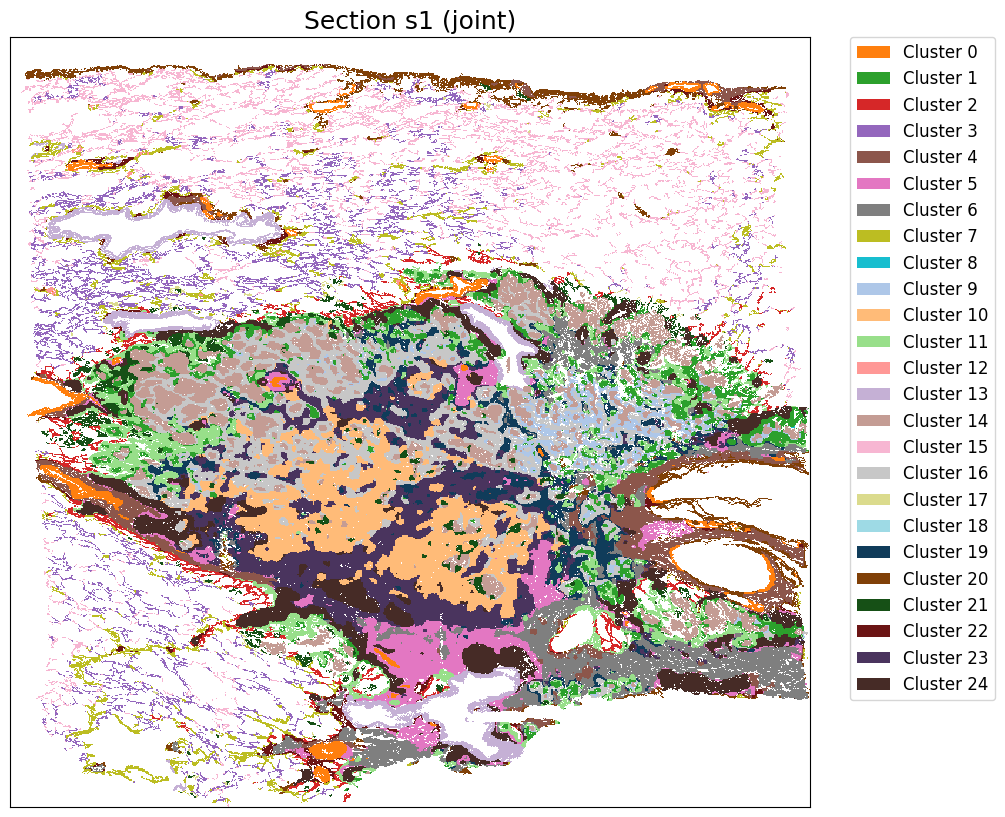 Section s1 (joint)
Cluster 0
Cluster 1
Cluster 2
Cluster 3
Cluster 4
Cluster 5
Cluster 6
Cluster 7
Cluster 8
Cluster 9
Cluster 10
Cluster 11
Cluster 12
Cluster 13
Cluster 14
Cluster 15
Cluster 16
Cluster 17
Cluster 18
Cluster 19
Cluster 20
Cluster 21
Cluster 22
Cluster 23
Cluster 24